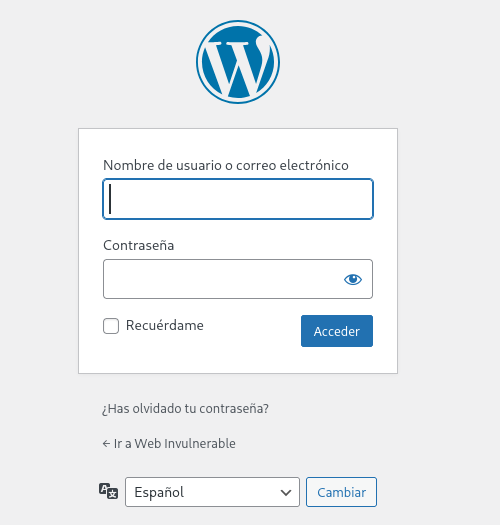 Nombre de usuario o correo electrónico
Contraseña
Recuérdame
Acceder
¿Has olvidado tu contraseña?
← Ir a Web Invulnerable
Español
Cambiar